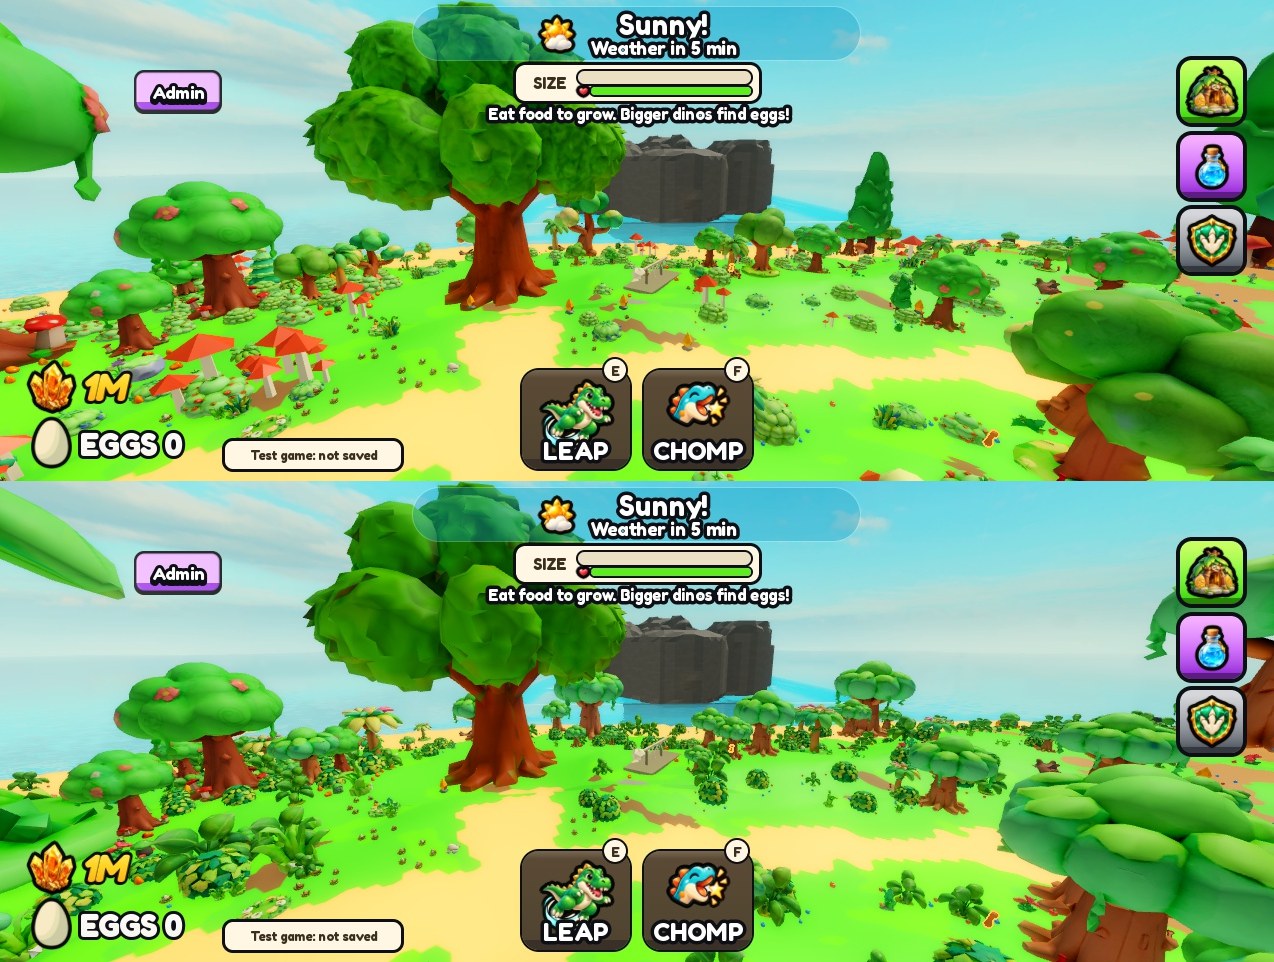 Sunny!
Weather in 5 min
Admin
SIZE
Eat food to grow. Bigger dinos find eggs!
1M
EGGS 0
Test game: not saved
E
F
LEAP
CHOMP
Sunny!
Weather in 5 min
Admin
SIZE
Eat food to grow. Bigger dinos find eggs!
1M
EGGS 0
Test game: not saved
E
F
LEAP
CHOMP